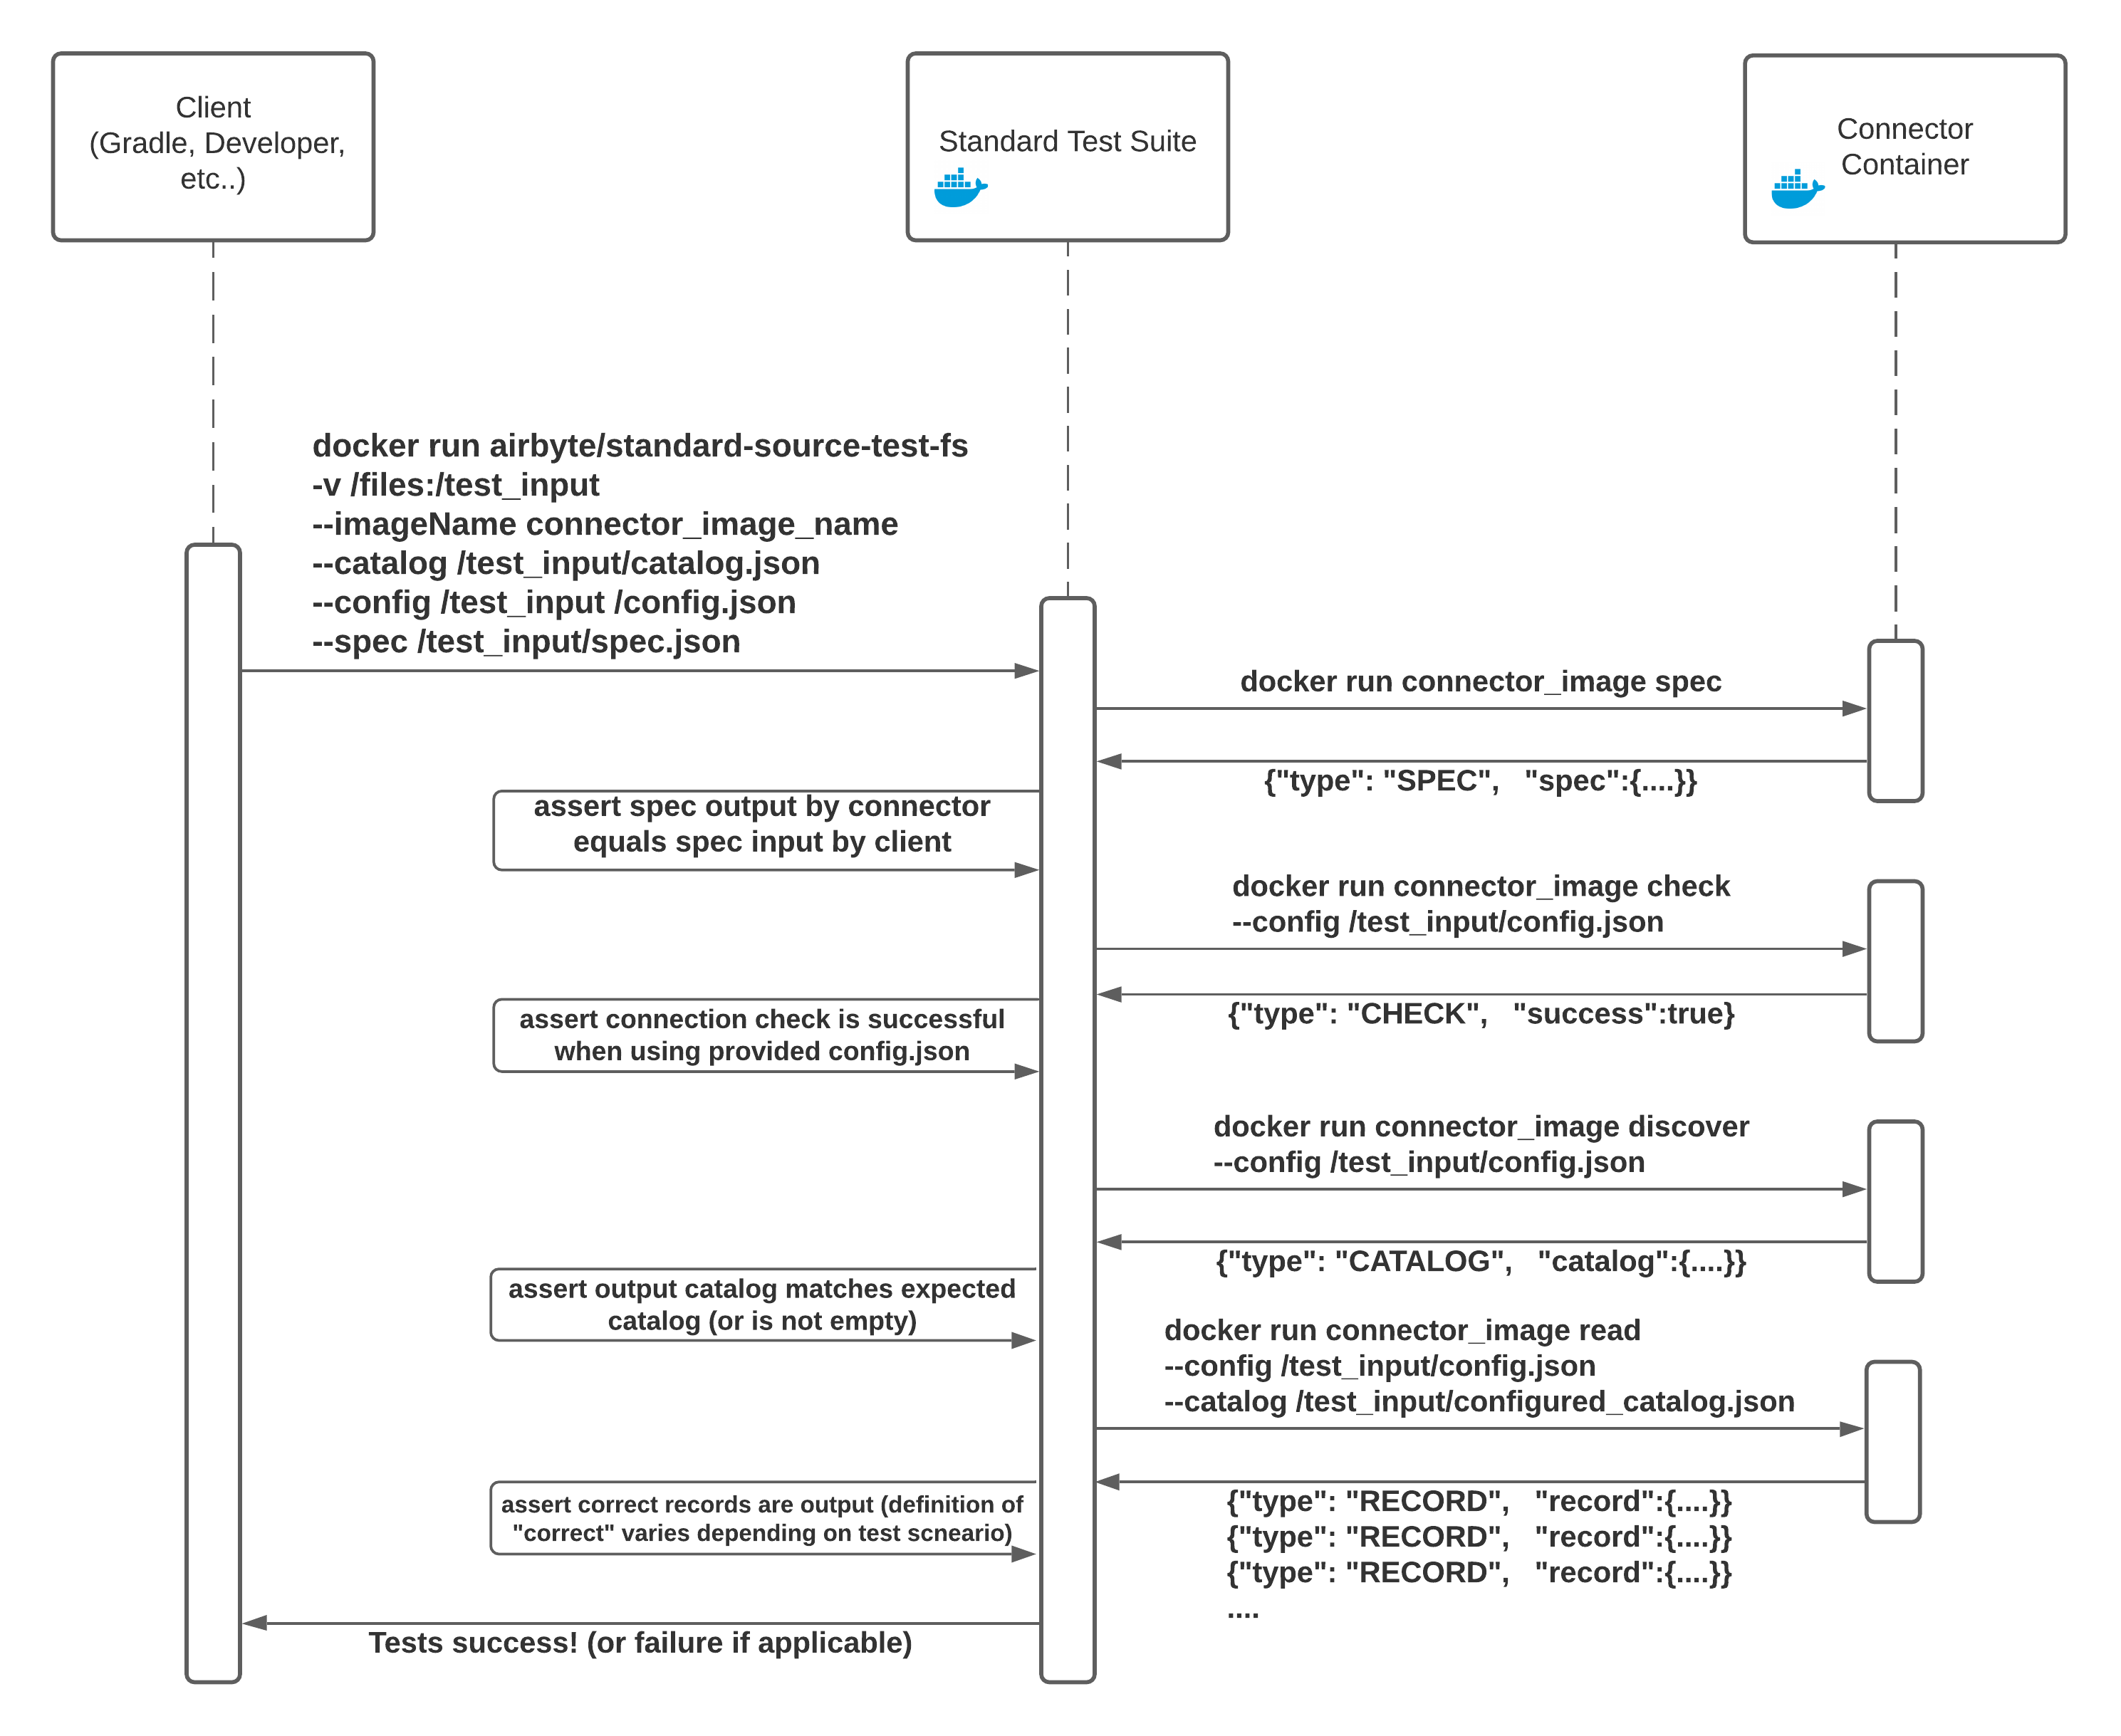 Client
(Gradle, Developer,
etc..)
Standard Test Suite
Connector
Container
docker run airbyte/standard-source-test-fs
-v /files:/test_input
--imageName connector_image_name
--catalog /test_input/catalog.json
--config /test_input /config.json
--spec /test_input/spec.json
docker run connector_image spec
{"type": "SPEC",   "spec":{....}}
assert spec output by connector
equals spec input by client
docker run connector_image check
--config /test_input/config.json
{"type": "CHECK",   "success":true}
assert connection check is successful
when using provided config.json
docker run connector_image discover
--config /test_input/config.json
{"type": "CATALOG",   "catalog":{....}}
assert output catalog matches expected
catalog (or is not empty)
docker run connector_image read
--config /test_input/config.json
--catalog /test_input/configured_catalog.json
{"type": "RECORD",   "record":{....}}
{"type": "RECORD",   "record":{....}}
{"type": "RECORD",   "record":{....}}
....
assert correct records are output (definition of
"correct" varies depending on test scneario)
Tests success! (or failure if applicable)